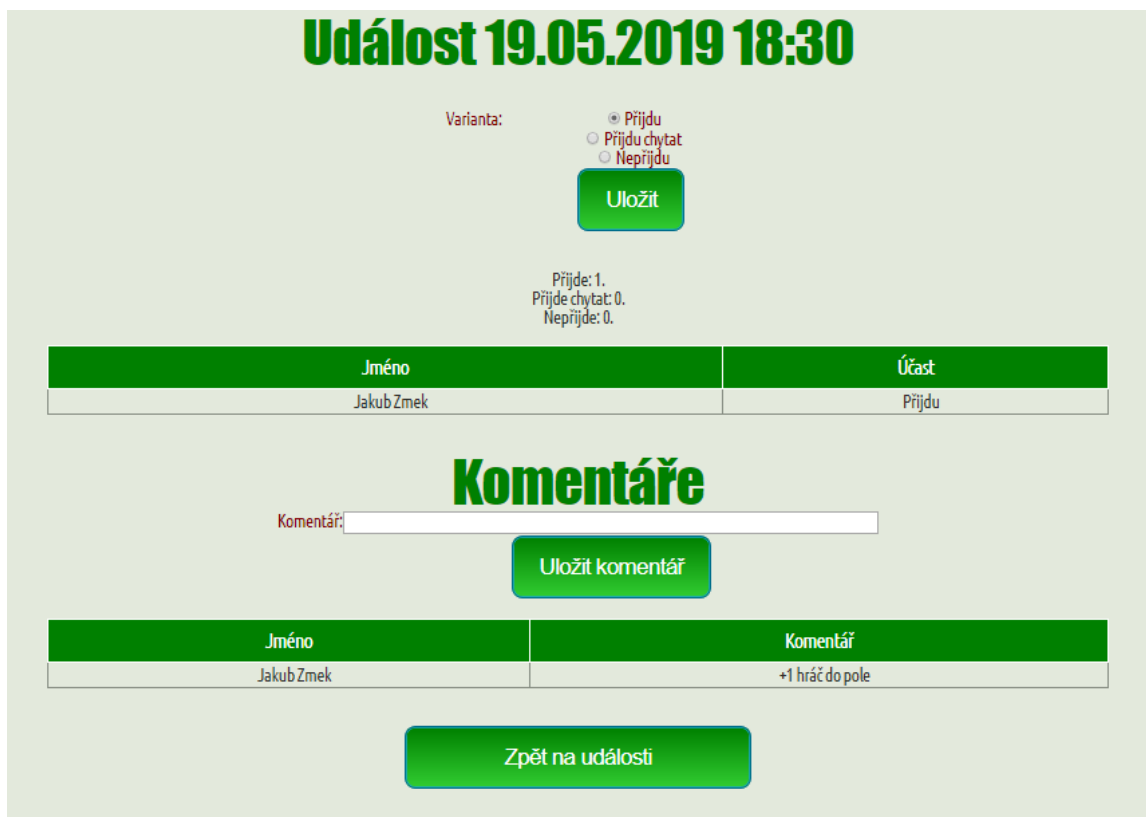 Událost 19.05.2019 18:30
Varianta: Přijdu
Přijdu chytat
Nepřijdu
Uložit
Přijde: 1.
Přijde chytat: 0.
Nepřijde: 0.
Jméno Účast
Jakub Zmek Přijdu
Komentáře
Komentář:
Uložit komentář
Jméno Komentář
Jakub Zmek +1 hráč do pole
Zpět na události